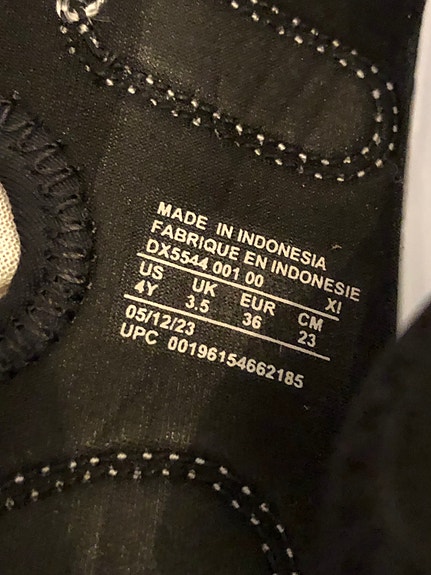 MADE IN INDONESIA
FABRIQUE EN INDONESIE
DX5544 001 00 XI
US UK EUR CM
4Y 3.5 36 23
05/12/23
UPC 00196154662185